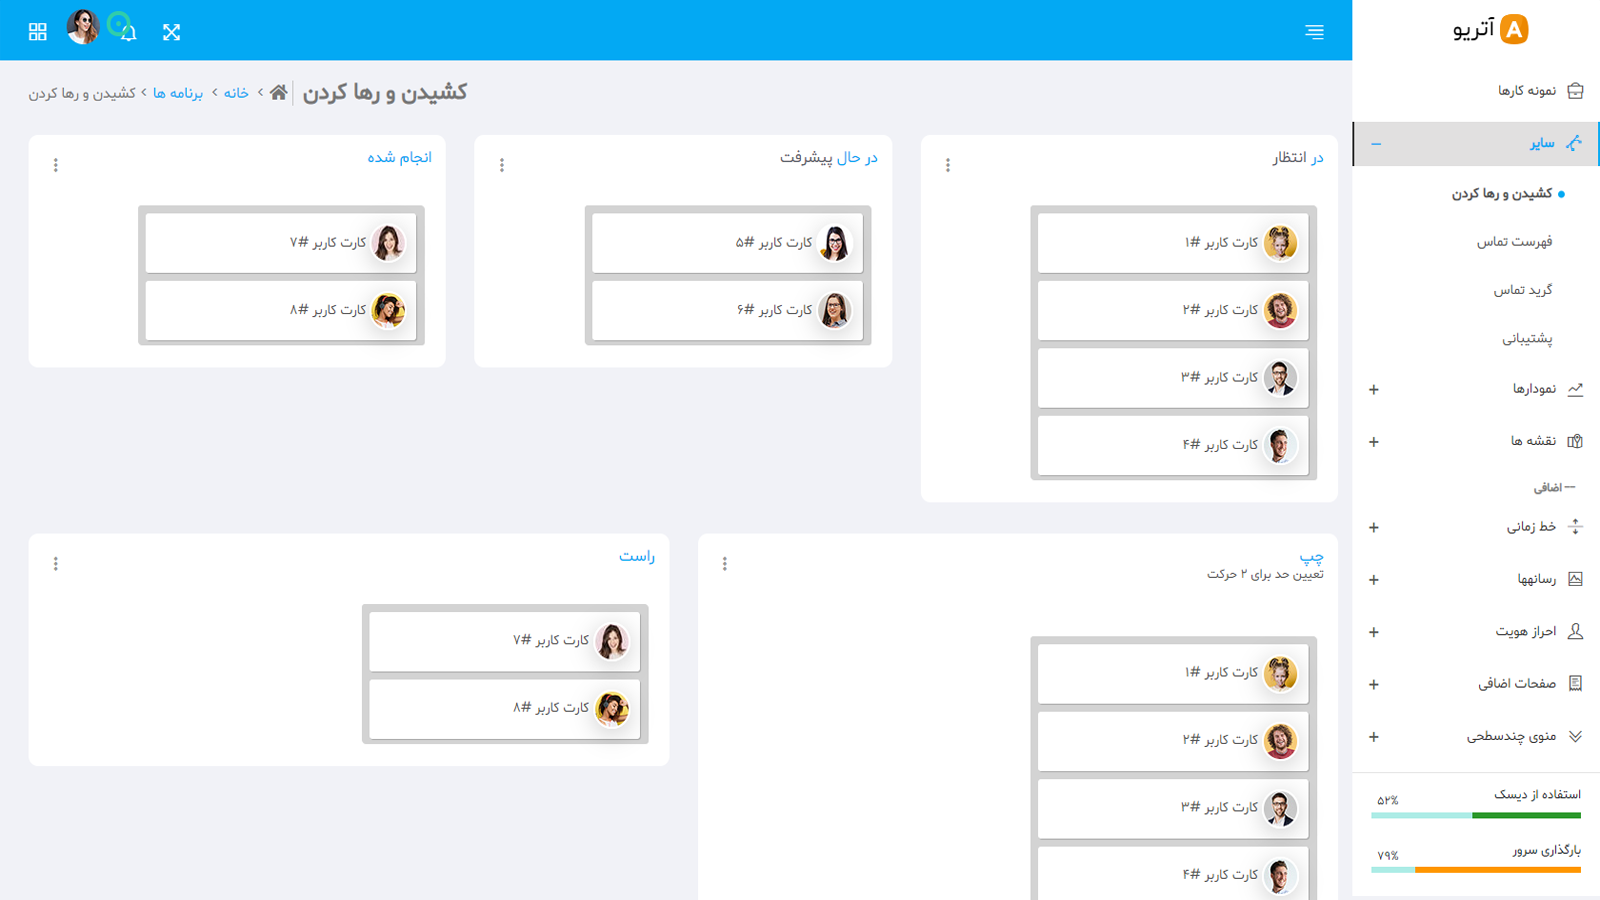 آتریو
نمونه کارها
سایر
کشیدن و رها کردن
فهرست تماس
گرید تماس
پشتیبانی
نمودارها
نقشه ها
-- اضافی
خط زمانی
رسانهها
احراز هویت
صفحات اضافی
منوی چندسطحی
استفاده از دیسک
۵۲%
بارگذاری سرور
۷۹%
کشیدن و رها کردن
خانه > برنامه ها > کشیدن و رها کردن
در انتظار
کارت کاربر #۱
کارت کاربر #۲
کارت کاربر #۳
کارت کاربر #۴
در حال پیشرفت
کارت کاربر #۵
کارت کاربر #۶
انجام شده
کارت کاربر #۷
کارت کاربر #۸
چپ
تعیین حد برای ۲ حرکت
کارت کاربر #۱
کارت کاربر #۲
کارت کاربر #۳
کارت کاربر #۴
راست
کارت کاربر #۷
کارت کاربر #۸